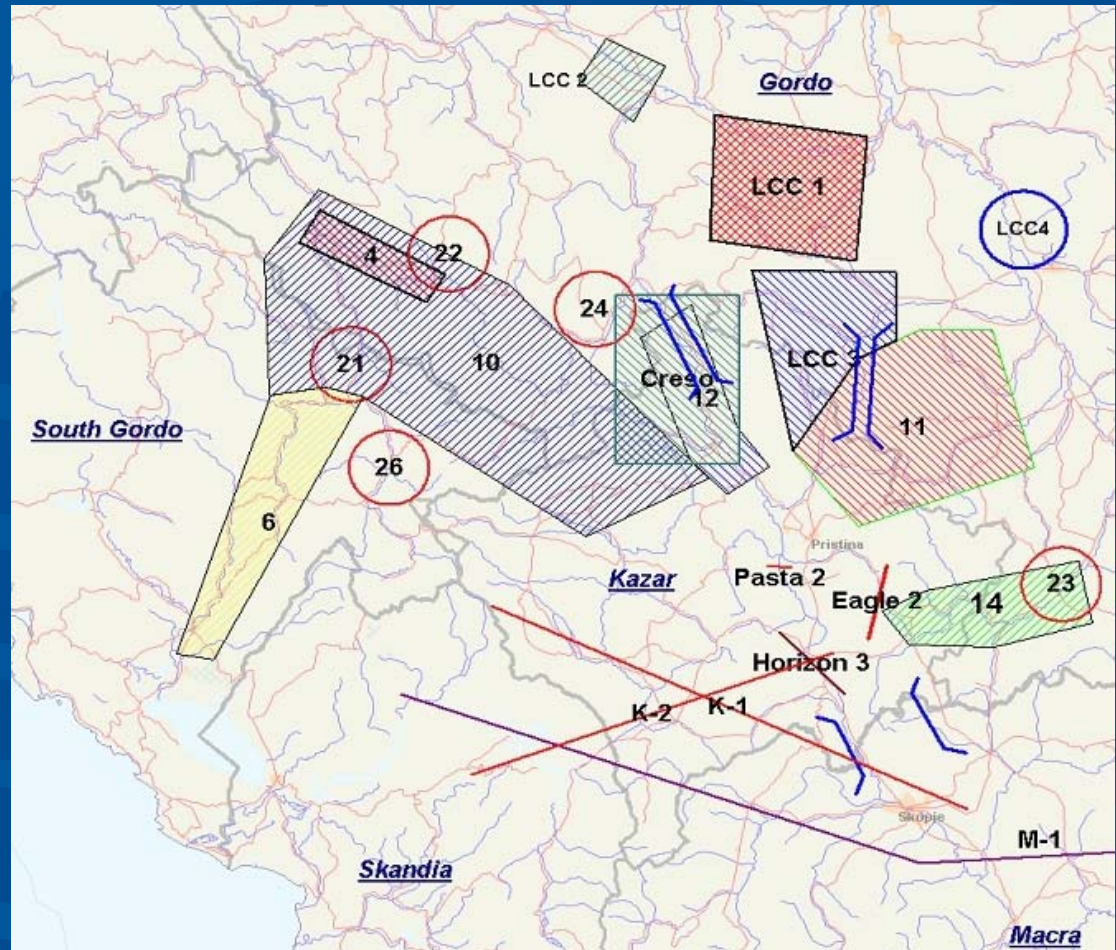 LCC 2
Gordo
LCC 1
LCC4
4
22
24
21
10
LCC 3
Creso
12
11
South Gordo
26
6
Pristina
Kazar
Pasta 2
Eagle 2
14
23
Horizon 3
K-2
K-1
Skopje
M-1
Skandia
Macra